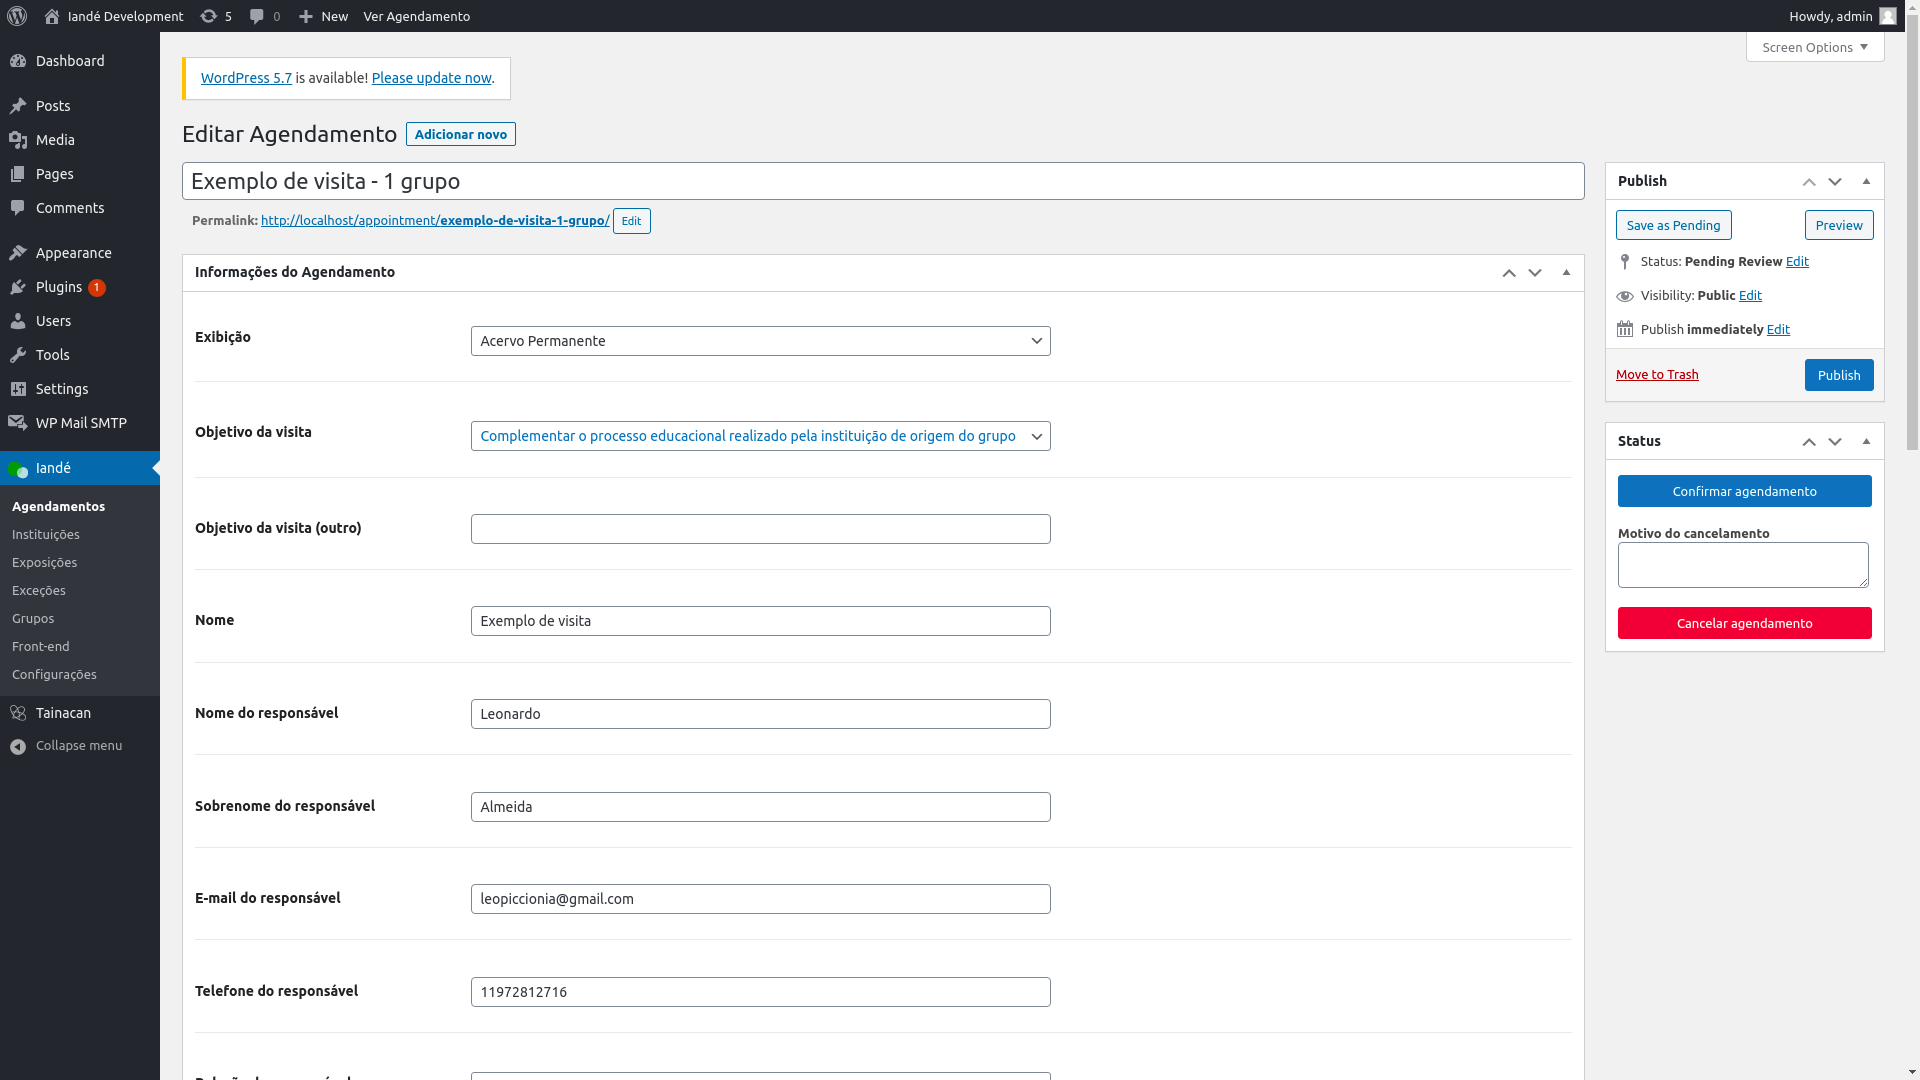 Iandé Development
5
0
New
Ver Agendamento
Howdy, admin
Screen Options
Dashboard
Posts
Media
Pages
Comments
Appearance
Plugins 1
Users
Tools
Settings
WP Mail SMTP
Iandé
Agendamentos
Instituições
Exposições
Exceções
Grupos
Front-end
Configurações
Tainacan
Collapse menu
WordPress 5.7 is available! Please update now.
Editar Agendamento
Adicionar novo
Exemplo de visita - 1 grupo
Permalink: http://localhost/appointment/exemplo-de-visita-1-grupo/ Edit
Informações do Agendamento
Exibição
Acervo Permanente
Objetivo da visita
Complementar o processo educacional realizado pela instituição de origem do grupo
Objetivo da visita (outro)
Nome
Exemplo de visita
Nome do responsável
Leonardo
Sobrenome do responsável
Almeida
E-mail do responsável
leopiccionia@gmail.com
Telefone do responsável
11972812716
Publish
Save as Pending
Preview
Status: Pending Review Edit
Visibility: Public Edit
Publish immediately Edit
Move to Trash
Publish
Status
Confirmar agendamento
Motivo do cancelamento
Cancelar agendamento